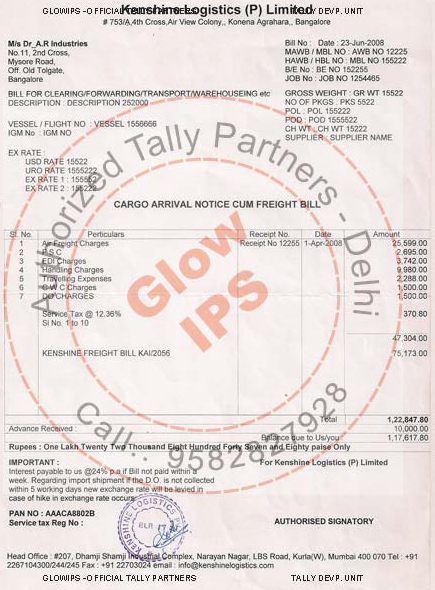 GLOWIPS -OFFICIAL TALLY PARTNERS TALLY DEVP. UNIT
Kenshine Logistics (P) Limited
# 753/A,4th Cross,Air View Colony,, Konena Agrahara,, Bangalore
M/s Dr_A.R Industries
No.11, 2nd Cross,
Mysore Road,
Off. Old Tolgate,
Bangalore
Bill No : Date : 23-Jun-2008
MAWB / MBL NO : AWB NO 12225
HAWB / HBL NO : MBL NO 155222
B/E No : BE NO 152255
JOB No : JOB NO 1254465
BILL FOR CLEARING/FORWARDING/TRANSPORT/WAREHOUSEING etc
DESCRIPTION : DESCRIPTION 252000
GROSS WEIGHT : GR WT 15522
NO OF PKGS : PKS 5522
POL : POL 155222
POD : POD 1555522
CH WT : CH WT 15222
SUPPLIER : SUPPLIER NAME
VESSEL / FLIGHT NO : VESSEL 1556666
IGM No : IGM NO
EX RATE :
USD RATE 15522
URO RATE 1555222
EX RATE 1 : 155552
EX RATE 2 : 155222
CARGO ARRIVAL NOTICE CUM FREIGHT BILL
Sl. No. Particulars Receipt No. Date Amount
1 Air Freight Charges Receipt No 12255 1-Apr-2008 25,599.00
2 F S C 2,695.00
3 EDI Charges 3,742.00
4 Handling Charges 9,980.00
5 Travelling Expenses 2,288.00
6 C W C Charges 1,500.00
7 DO CHARGES 1,500.00
Service Tax @ 12.36% 370.80
Sl No. 1 to 10
47,304.00
KENSHINE FREIGHT BILL KAI/2056 75,173.00
Total 1,22,847.80
Advance Received : 10,000.00
Balance due to Us/you : 1,17,617.80
Rupees : One Lakh Twenty Two Thousand Eight Hundred Forty Seven and Eighty paise Only
IMPORTANT :
Interest payable to us @24% p.a if Bill not paid within a
week. Regarding import shipment if the D.O. is not collected
within 5 working days new exchange rate will be levied in
case of hike in exchange rate occurs.
For Kenshine Logistics (P) Limited
PAN NO : AAACA8802B
Service tax Reg No :
KENSHINE LOGISTICS
BLR
AUTHORISED SIGNATORY
Head Office : #207, Dhamji Shamji Industrial Complex, Narayan Nagar, LBS Road, Kurla(W), Mumbai 400 070 Tel : +91
2267104300/244/245 Fax : +91 22703024 email : info@kenshinelogistics.com
GLOWIPS -OFFICIAL TALLY PARTNERS TALLY DEVP. UNIT
Authorized Tally Partners - Delhi
Glow
IPS
Call.. 9582827928